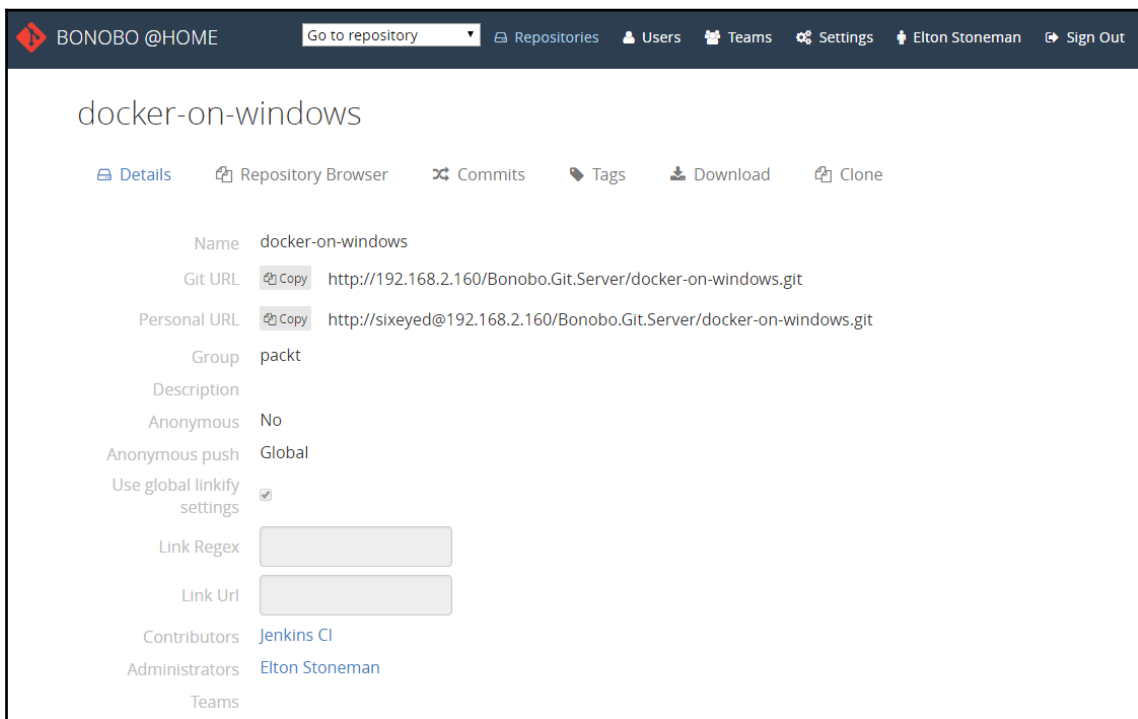 BONOBO @HOME Go to repository Repositories Users Teams Settings Elton Stoneman Sign Out
docker-on-windows
Details Repository Browser Commits Tags Download Clone
Name docker-on-windows
Git URL Copy http://192.168.2.160/Bonobo.Git.Server/docker-on-windows.git
Personal URL Copy http://sixeyed@192.168.2.160/Bonobo.Git.Server/docker-on-windows.git
Group packt
Description
Anonymous No
Anonymous push Global
Use global linkify
settings
Link Regex
Link Url
Contributors Jenkins CI
Administrators Elton Stoneman
Teams